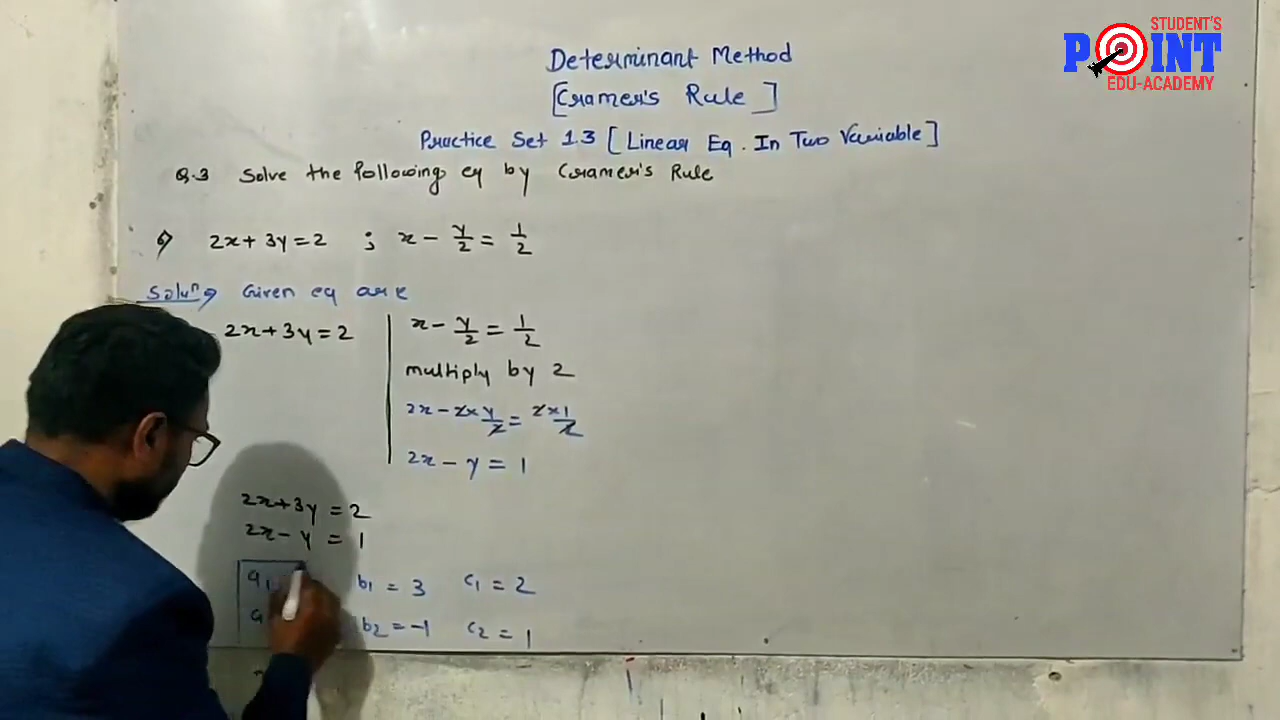 STUDENT'S
POINT
EDU-ACADEMY
Determinant Method
[Cramer's Rule]
Practice Set 1.3 [Linear Eq. In Two Variable]
Q.3 Solve the following eq by Cramer's Rule
2x + 3y = 2 ; x - y/2 = 1/2
Soluⁿ Given eq are
2x + 3y = 2
x - y/2 = 1/2
multiply by 2
2x - 2 × y/2 = 2 × 1/2
2x - y = 1
2x + 3y = 2
2x - y = 1
a₁ b₁ = 3 c₁ = 2
a b₂ = -1 c₂ = 1